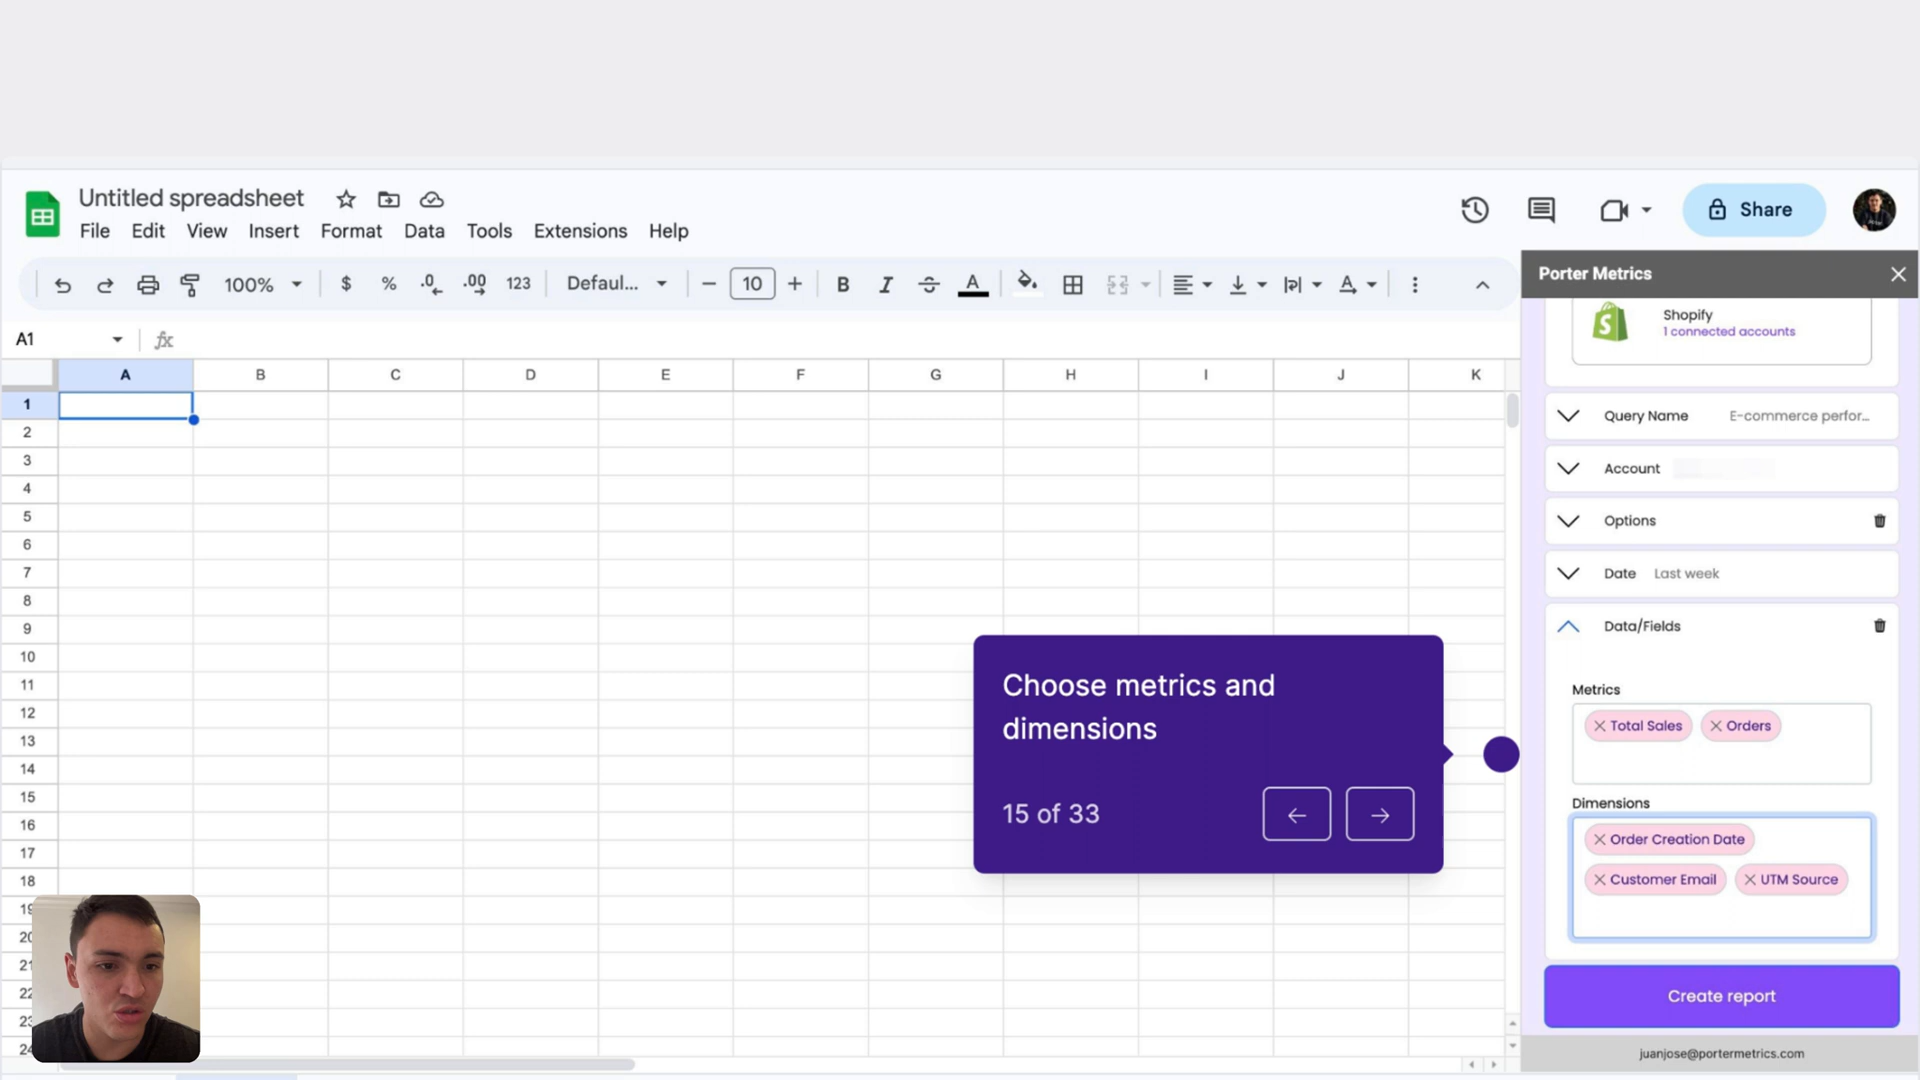 Untitled spreadsheet
File Edit View Insert Format Data Tools Extensions Help
Share
100% $ % .0 .00 123 Defaul... 10 B I A
A1 fx
A B C D E F G H I J K
1
2
3
4
5
6
7
8
9
10
11
12
13
14
15
16
17
18
Choose metrics and
dimensions
15 of 33
Porter Metrics
Shopify
1 connected accounts
Query Name E-commerce perfor...
Account
Options
Date Last week
Data/Fields
Metrics
Total Sales Orders
Dimensions
Order Creation Date
Customer Email UTM Source
Create report
juanjose@portermetrics.com